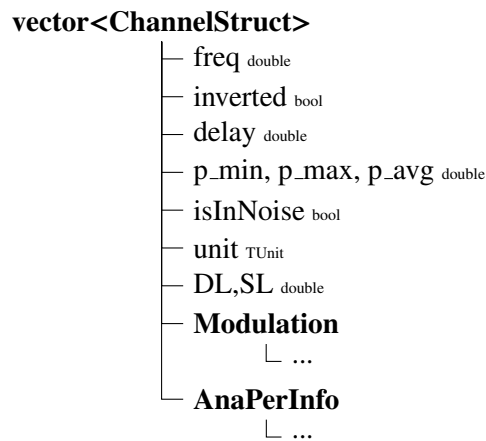 vector<ChannelStruct>
freq double
inverted bool
delay double
p_min, p_max, p_avg double
isInNoise bool
unit TUnit
DL,SL double
Modulation
...
AnaPerInfo
...